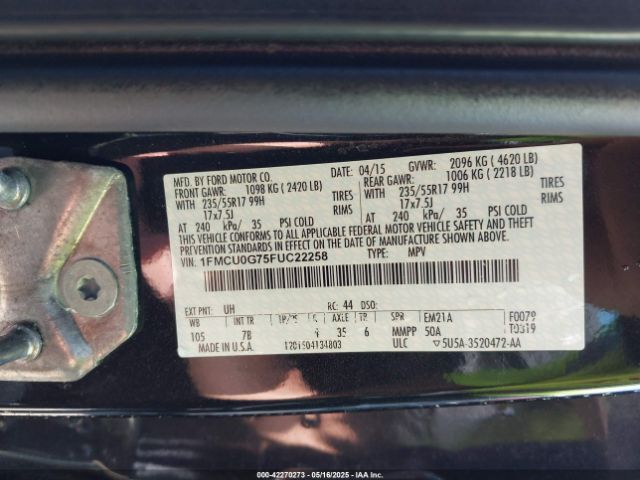 MFD. BY FORD MOTOR CO.
DATE: 04/15 GVWR: 2096 KG ( 4620 LB)
FRONT GAWR: 1098 KG ( 2420 LB) REAR GAWR: 1006 KG ( 2218 LB)
WITH 235/55R17 99H TIRES WITH 235/55R17 99H TIRES
17x7.5J RIMS 17x7.5J RIMS
AT 240 kPa/ 35 PSI COLD AT 240 kPa/ 35 PSI COLD
THIS VEHICLE CONFORMS TO ALL APPLICABLE FEDERAL MOTOR VEHICLE SAFETY AND BUMPER STANDARDS IN EFFECT ON THE DATE OF MANUFACTURE SHOWN ABOVE.
VIN: 1FMCU0G75FUC22258 TYPE: MPV
EXT PNT: UH RC: 44 DSO:
WB INT TR AXLE TR SPR EM21A F0079
105 7B 35 6 MMPP 50A T0319
MADE IN U.S.A. ULC ▽5U5A-3520472-AA
000-42270273 - 05/16/2025 - IAAHolding Company